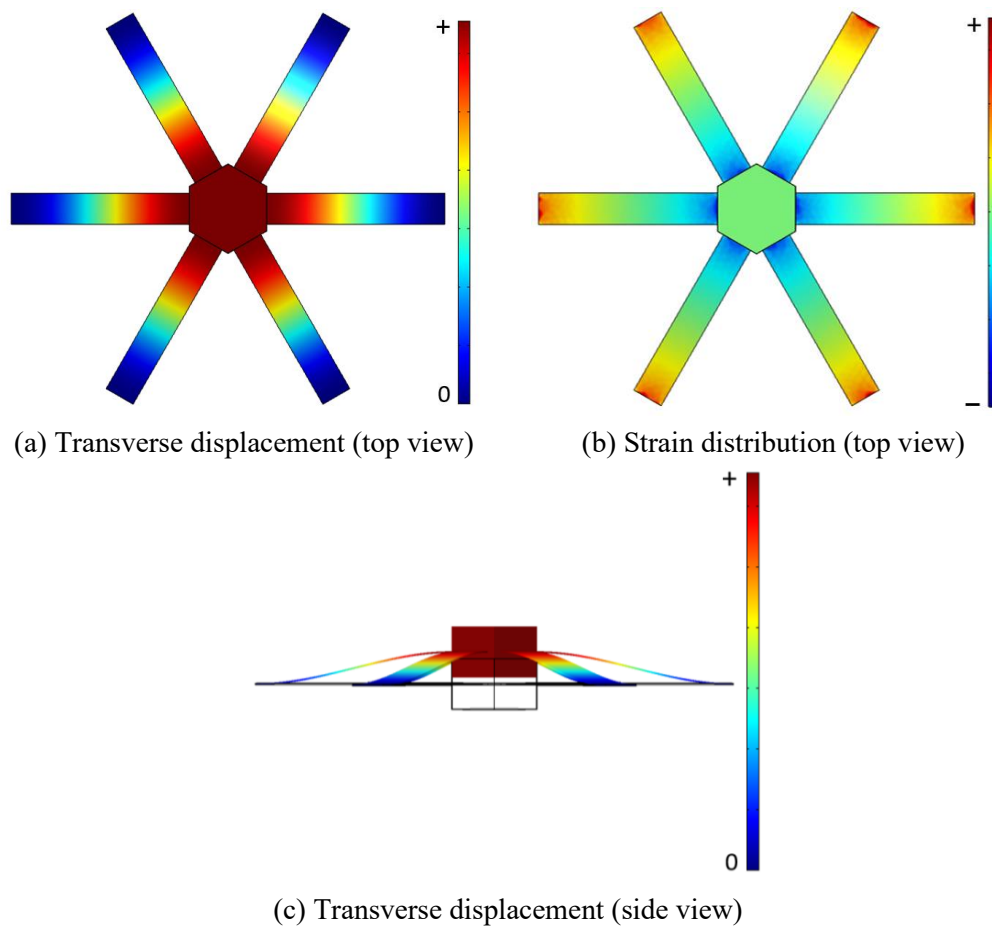 +
+
0
−
(a) Transverse displacement (top view)
(b) Strain distribution (top view)
+
0
(c) Transverse displacement (side view)